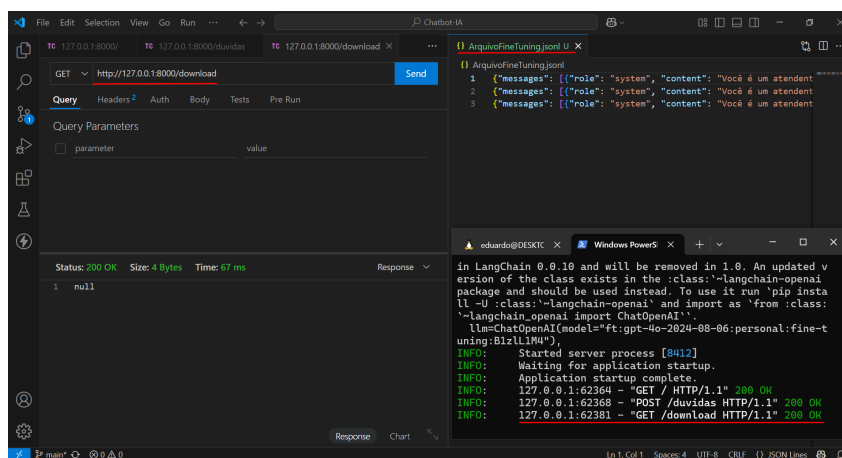 File Edit Selection View Go Run ··· Chatbot-IA
TC 127.0.0.1:8000/ TC 127.0.0.1:8000/duvidas TC 127.0.0.1:8000/download
GET http://127.0.0.1:8000/download Send
Query Headers 2 Auth Body Tests Pre Run
Query Parameters
parameter value
Status: 200 OK Size: 4 Bytes Time: 67 ms Response
1 null
Response Chart
{} ArquivoFineTuning.jsonl U
{} ArquivoFineTuning.jsonl
1 {"messages": [{"role": "system", "content": "Você é um atendent
2 {"messages": [{"role": "system", "content": "Você é um atendent
3 {"messages": [{"role": "system", "content": "Você é um atendent
eduardo@DESKTC Windows PowerS
in LangChain 0.0.10 and will be removed in 1.0. An updated v
ersion of the class exists in the :class:`~langchain-openai
package and should be used instead. To use it run `pip insta
ll -U :class:`~langchain-openai` and import as `from :class:
`~langchain_openai import ChatOpenAI``.
llm=ChatOpenAI(model="ft:gpt-4o-2024-08-06:personal:fine-t
uning:B1zlL1M4"),
INFO: Started server process [8412]
INFO: Waiting for application startup.
INFO: Application startup complete.
INFO: 127.0.0.1:62364 - "GET / HTTP/1.1" 200 OK
INFO: 127.0.0.1:62368 - "POST /duvidas HTTP/1.1" 200 OK
INFO: 127.0.0.1:62381 - "GET /download HTTP/1.1" 200 OK
main* 0 0 Ln 1, Col 1 Spaces: 4 UTF-8 CRLF {} JSON Lines